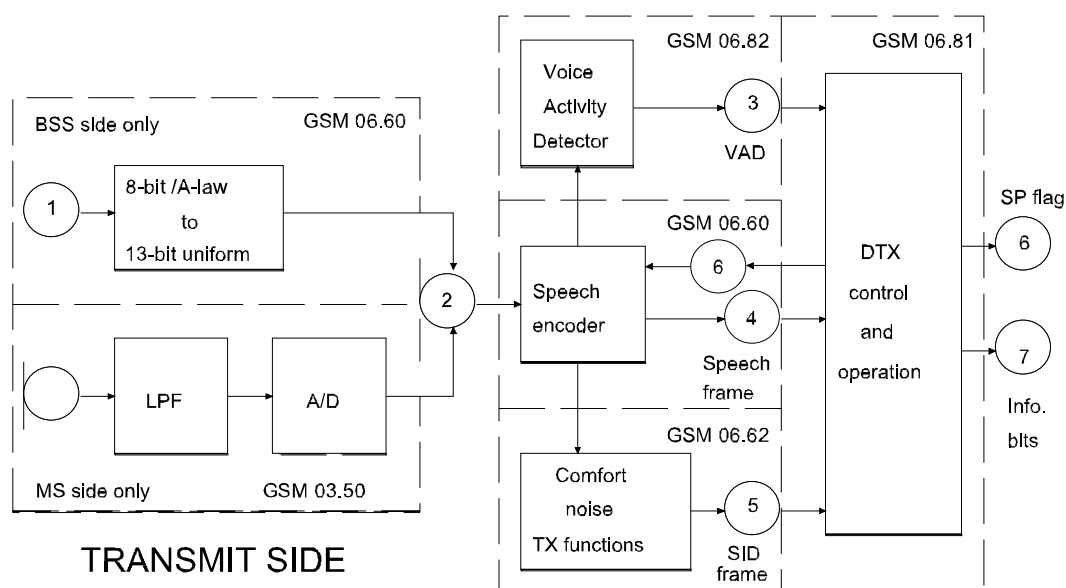 GSM 06.82
GSM 06.81
Voice
Activity
Detector
3
VAD
BSS side only
GSM 06.60
1
8-bit /A-law
to
13-bit uniform
2
GSM 06.60
Speech
encoder
6
4
Speech
frame
DTX
control
and
operation
SP flag
6
7
Info.
bits
LPF
A/D
MS side only
GSM 03.50
GSM 06.62
Comfort
noise
TX functions
5
SID
frame
TRANSMIT SIDE